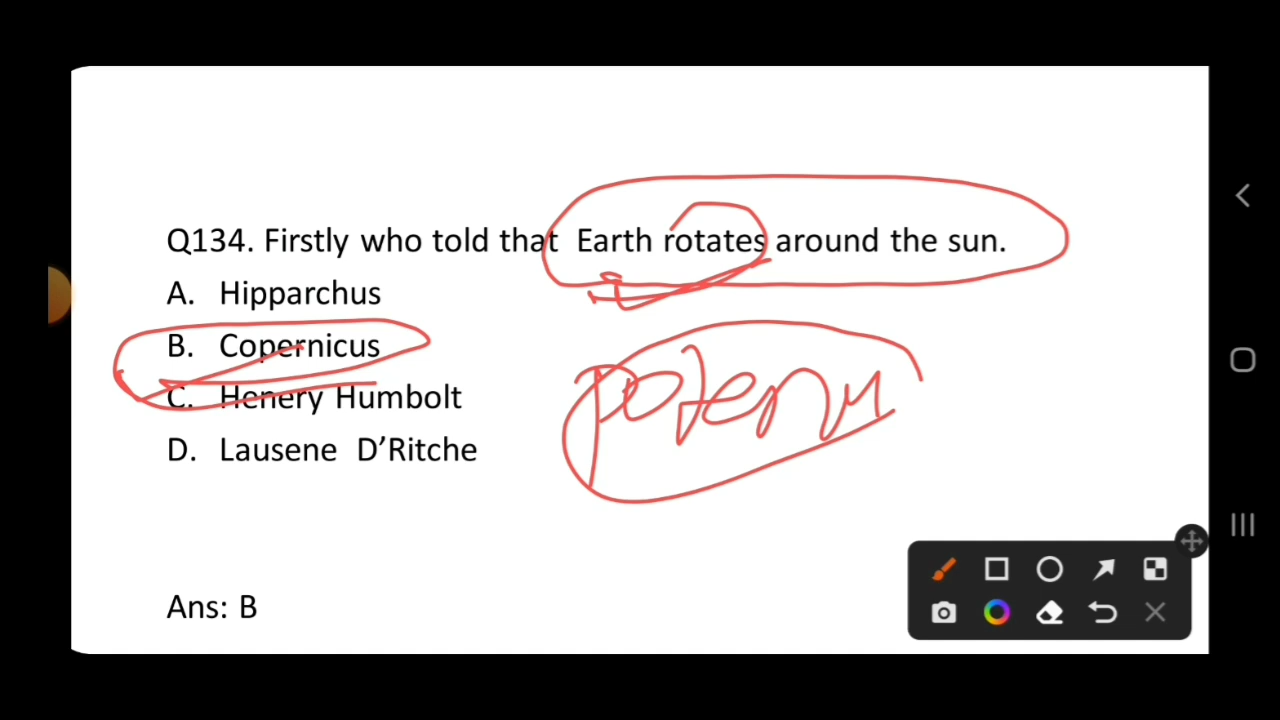 Q134. Firstly who told that Earth rotates around the sun.
A. Hipparchus
B. Copernicus
C. Henery Humbolt
D. Lausene D’Ritche
Ans: B